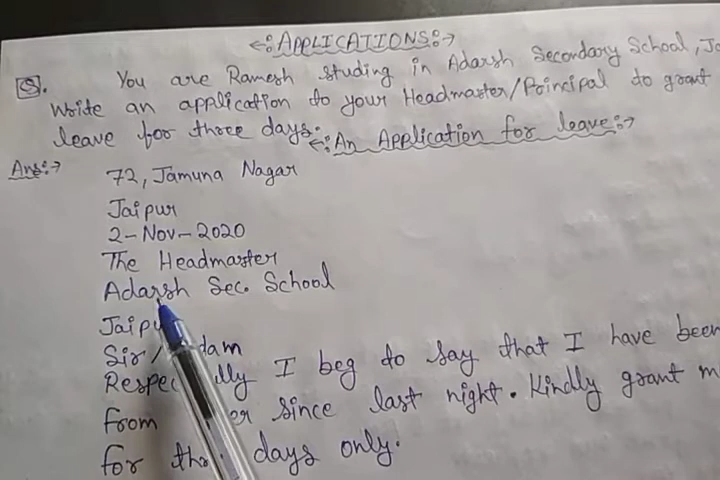 APPLICATIONS
Q. You are Ramesh studing in Adarsh Secondary School,
Write an application to your Headmaster/Principal to grant
leave for three days.
An Application for leave
Ans:→ 72, Jamuna Nagar
Jaipur
2-Nov-2020
The Headmaster
Adarsh Sec. School
Sir/
I beg to say that I have been
from since last night. Kindly grant
for days only.